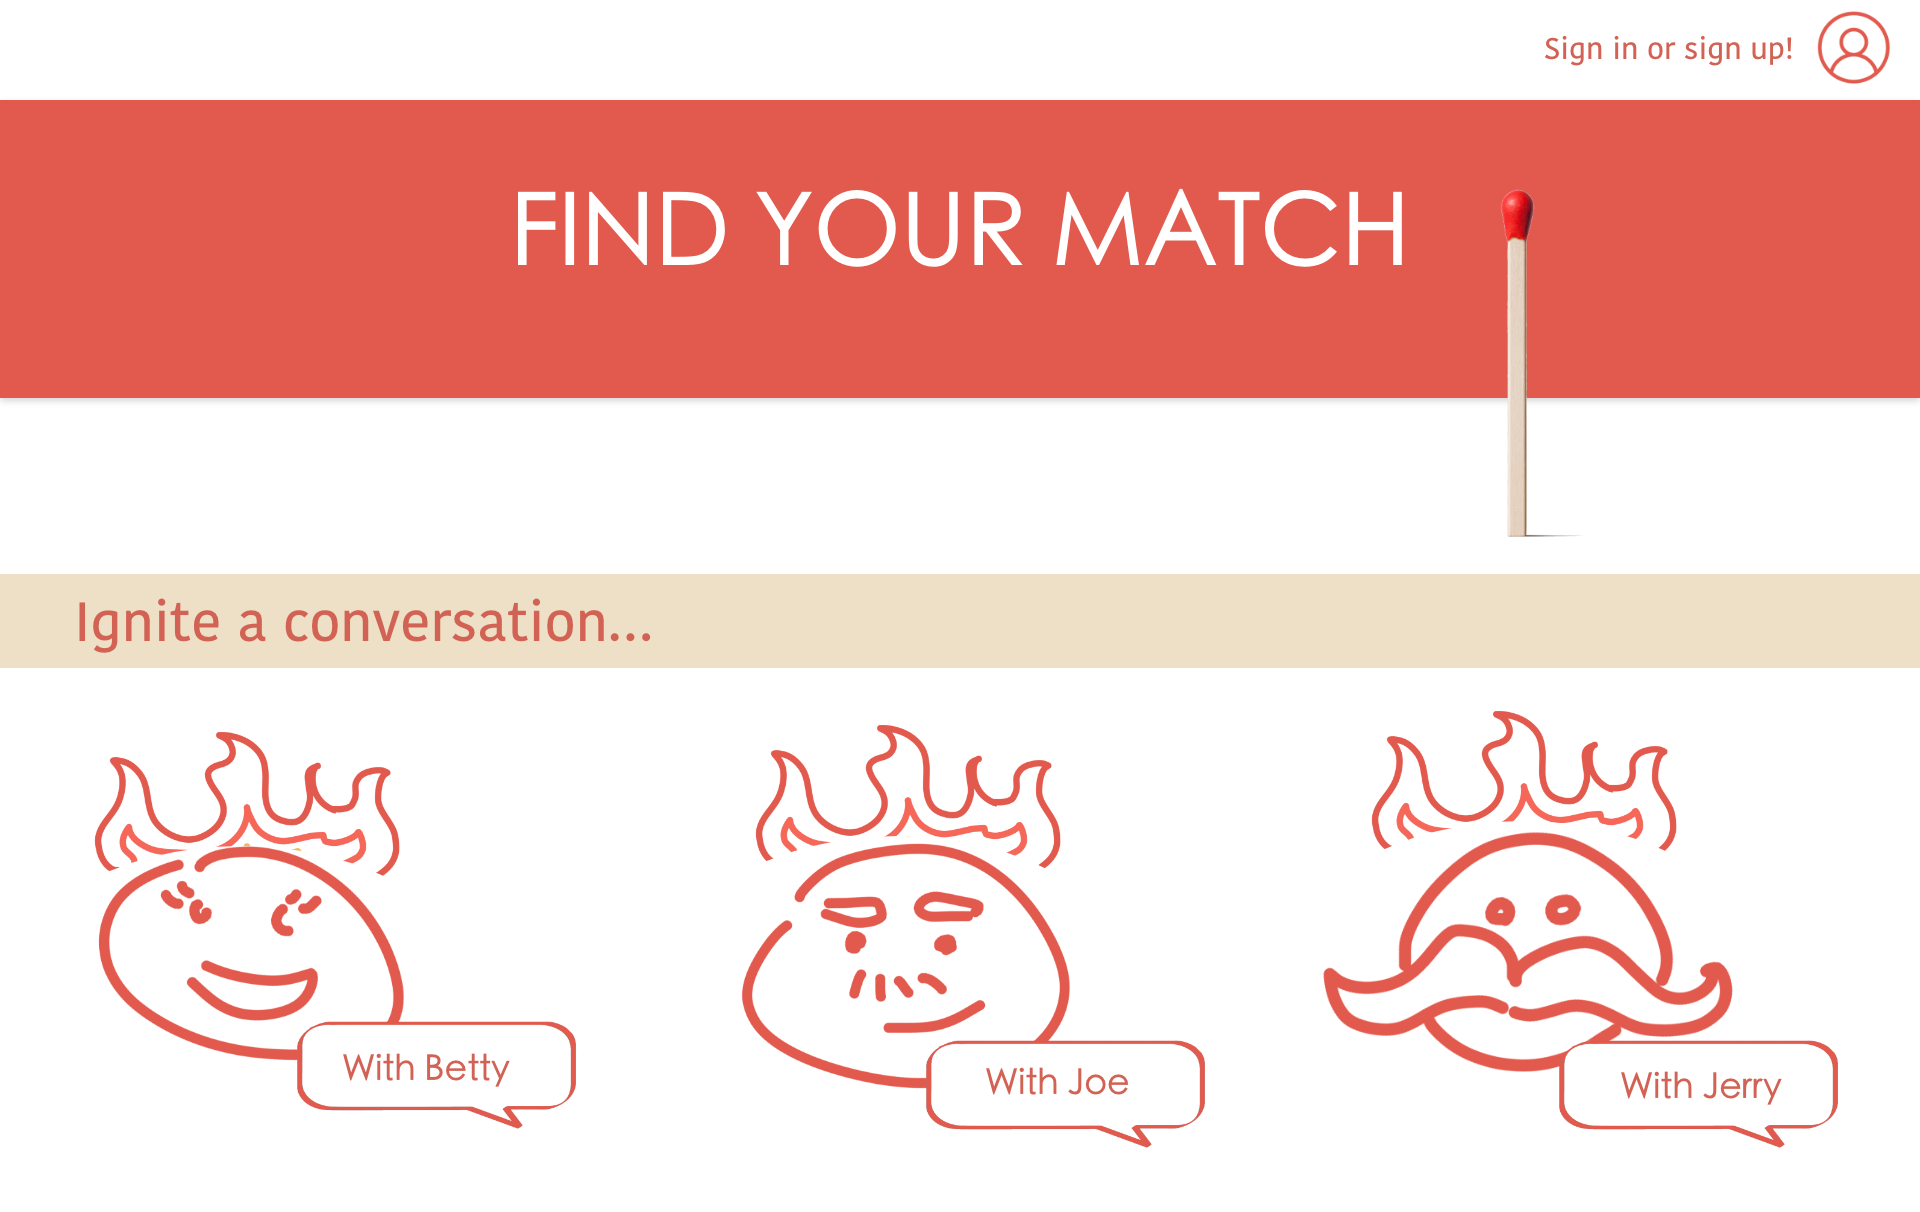 Sign in or sign up!
FIND YOUR MATCH
Ignite a conversation...
With Betty
With Joe
With Jerry